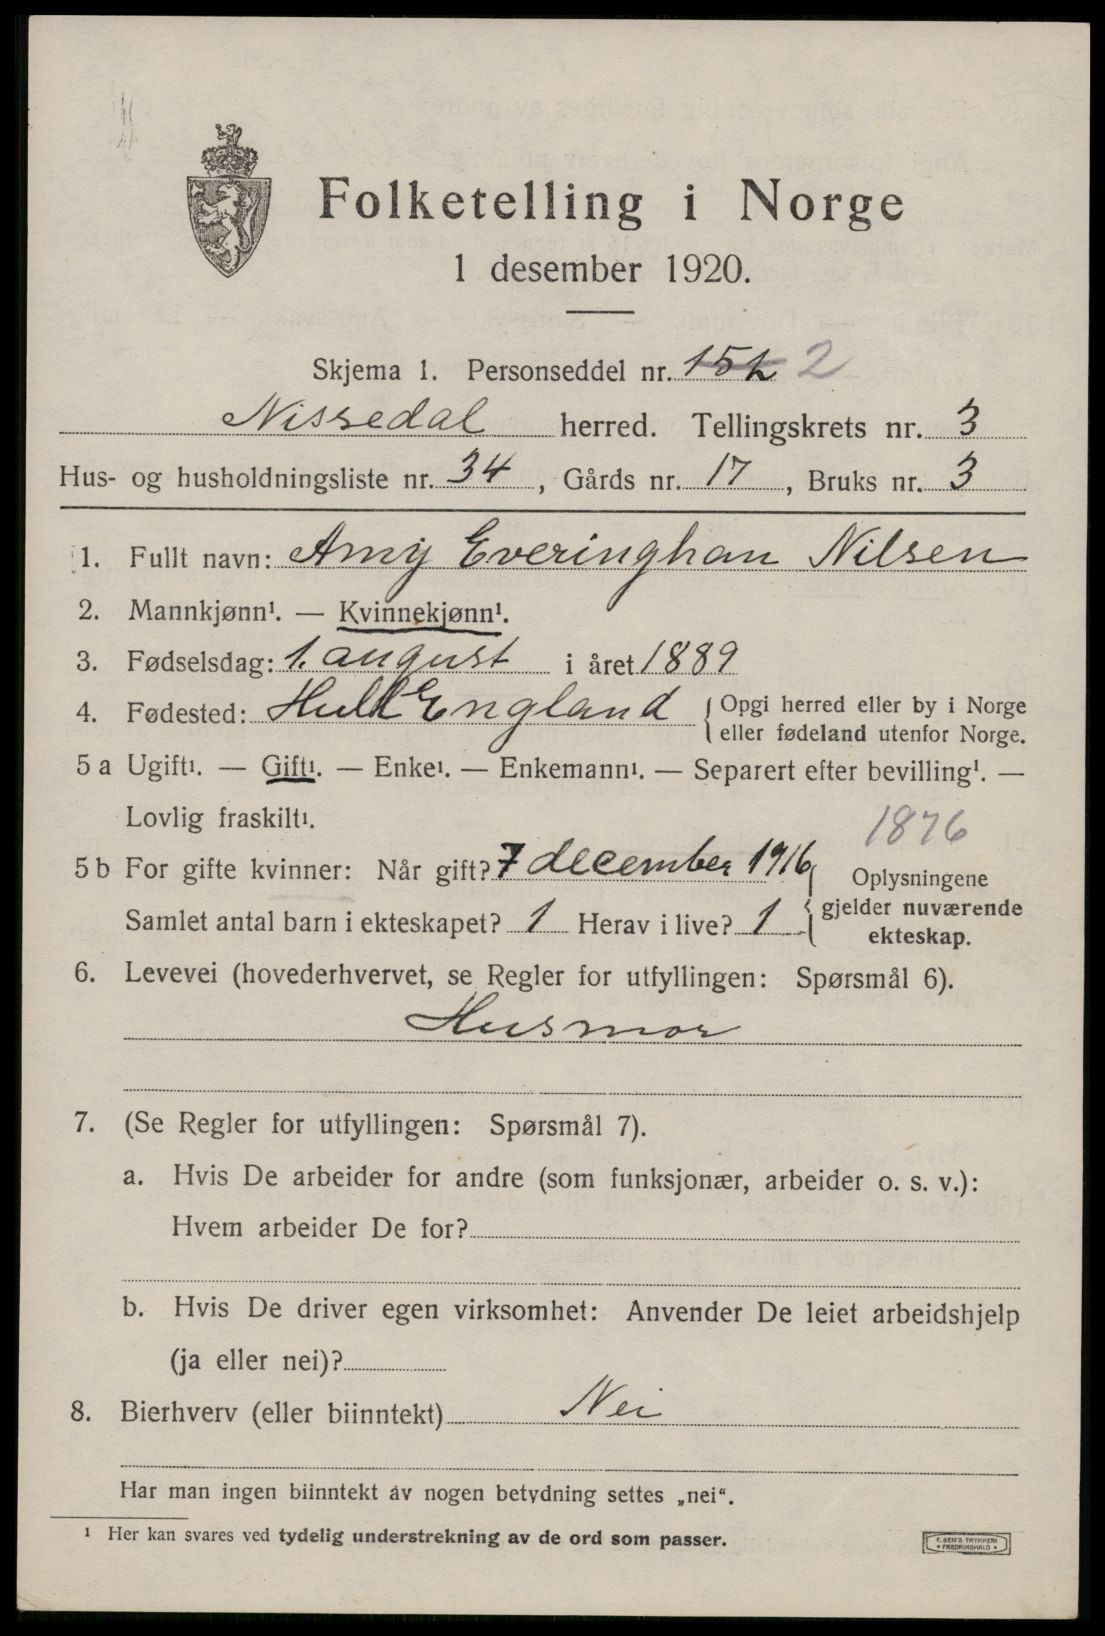 Folketelling i Norge
1 desember 1920.
Skjema 1. Personseddel nr. 15 2
Nissedal herred. Tellingskrets nr. 3
Hus- og husholdningsliste nr. 34, Gårds nr. 17, Bruks nr. 3
1. Fullt navn: Amy Everinghan Nilsen
2. Mannkjønn¹. — Kvinnekjønn¹.
3. Fødselsdag: 1. august i året 1889
4. Fødested: Hull England { Opgi herred eller by i Norge
eller fødeland utenfor Norge.
5 a Ugift¹. — Gift¹. — Enke¹. — Enkemann¹. — Separert efter bevilling¹. —
Lovlig fraskilt¹.
1876
5 b For gifte kvinner: Når gift? 7 december 1916 } Oplysningene
Samlet antal barn i ekteskapet? 1 Herav i live? 1 gjelder nuværende
ekteskap.
6. Levevei (hovederhvervet, se Regler for utfyllingen: Spørsmål 6).
Husmor
7. (Se Regler for utfyllingen: Spørsmål 7).
a. Hvis De arbeider for andre (som funksjonær, arbeider o. s. v.):
Hvem arbeider De for?
b. Hvis De driver egen virksomhet: Anvender De leiet arbeidshjelp
(ja eller nei)?
8. Bierhverv (eller biinntekt) Nei
Har man ingen biinntekt av nogen betydning settes „nei“.
¹ Her kan svares ved tydelig understrekning av de ord som passer.
E. SEM'S TRYKKERI
* FREDRIKSHALD *